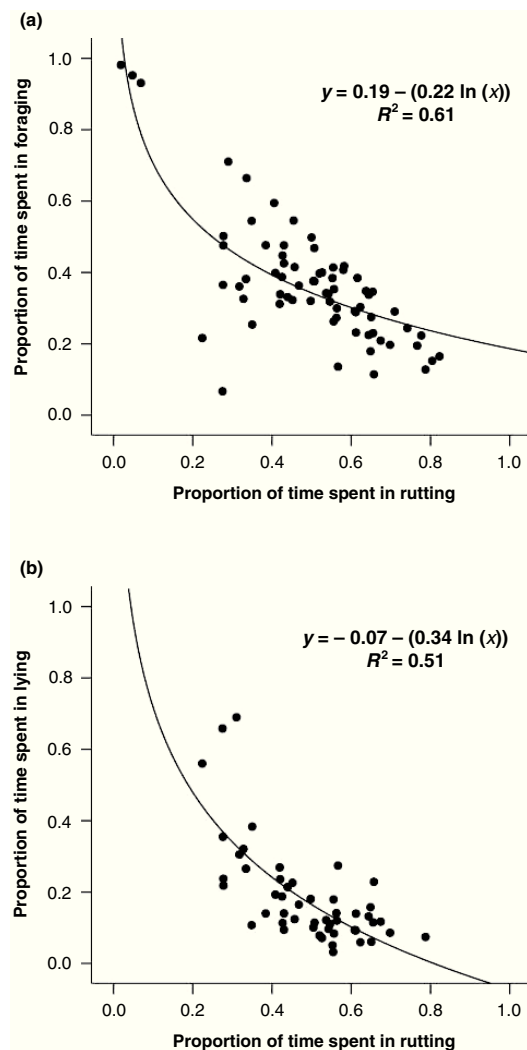 (a)
1.0
0.8
0.6
0.4
0.2
0.0
Proportion of time spent in foraging
y = 0.19 – (0.22 ln (x))
R² = 0.61
0.0 0.2 0.4 0.6 0.8 1.0
Proportion of time spent in rutting
(b)
1.0
0.8
0.6
0.4
0.2
0.0
Proportion of time spent in lying
y = – 0.07 – (0.34 ln (x))
R² = 0.51
0.0 0.2 0.4 0.6 0.8 1.0
Proportion of time spent in rutting